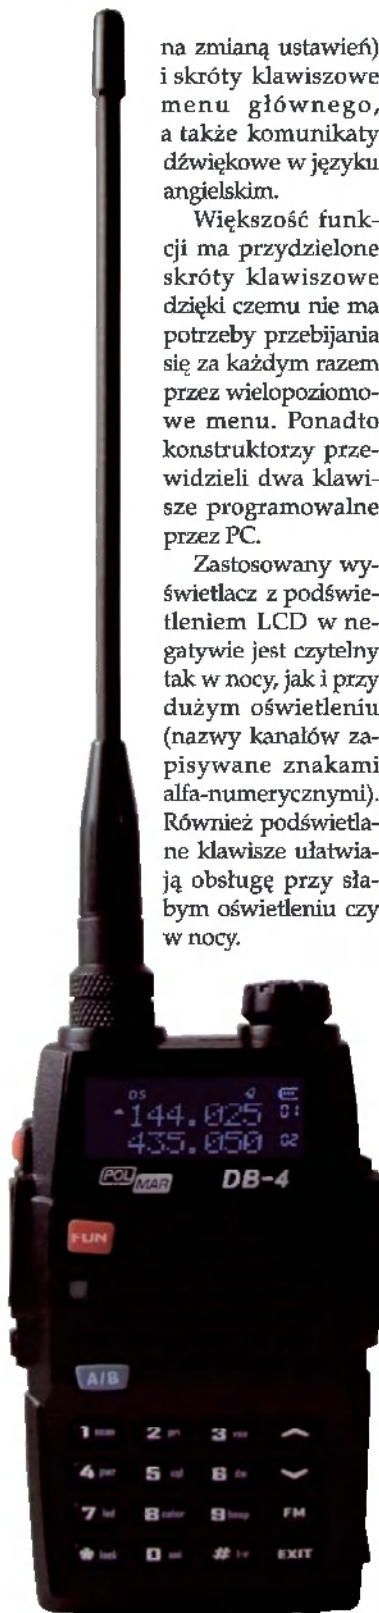 na zmianą ustawień)
i skróty klawiszowe
menu głównego,
a także komunikaty
dźwiękowe w języku
angielskim.
Większość funk-
cji ma przydzielone
skróty klawiszowe
dzięki czemu nie ma
potrzeby przebijania
się za każdym razem
przez wielopoziomo-
we menu. Ponadto
konstruktorzy prze-
widzieli dwa klawi-
sze programowalne
przez PC.
Zastosowany wy-
świetlacz z podświe-
tleniem LCD w ne-
gatywie jest czytelny
tak w nocy, jak i przy
dużym oświetleniu
(nazwy kanałów za-
pisywane znakami
alfa-numerycznymi).
Również podświetla-
ne klawisze ułatwia-
ją obsługę przy sła-
bym oświetleniu czy
w nocy.
DS
144.025 01
435.050 02
POLMAR DB-4
FUN
A/B
1 2 3
4 5 6
7 8 9 FM
* 0 # EXIT